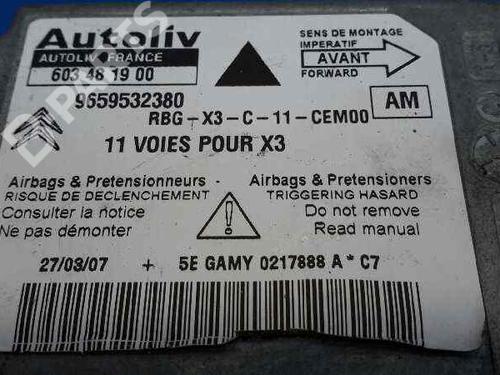 Autoliv
AUTOLIV FRANCE
603 48 19 00
SENS DE MONTAGE
IMPERATIF
AVANT
FORWARD
9659532380
RBG-X3-C-11-CEM00
AM
11 VOIES POUR X3
Airbags & Pretensionneurs
RISQUE DE DECLENCHEMENT
Consulter la notice
Ne pas démonter
Airbags & Pretensioners
TRIGGERING HASARD
Do not remove
Read manual
27/03/07 + 5E GAMY 0217888 A * C7